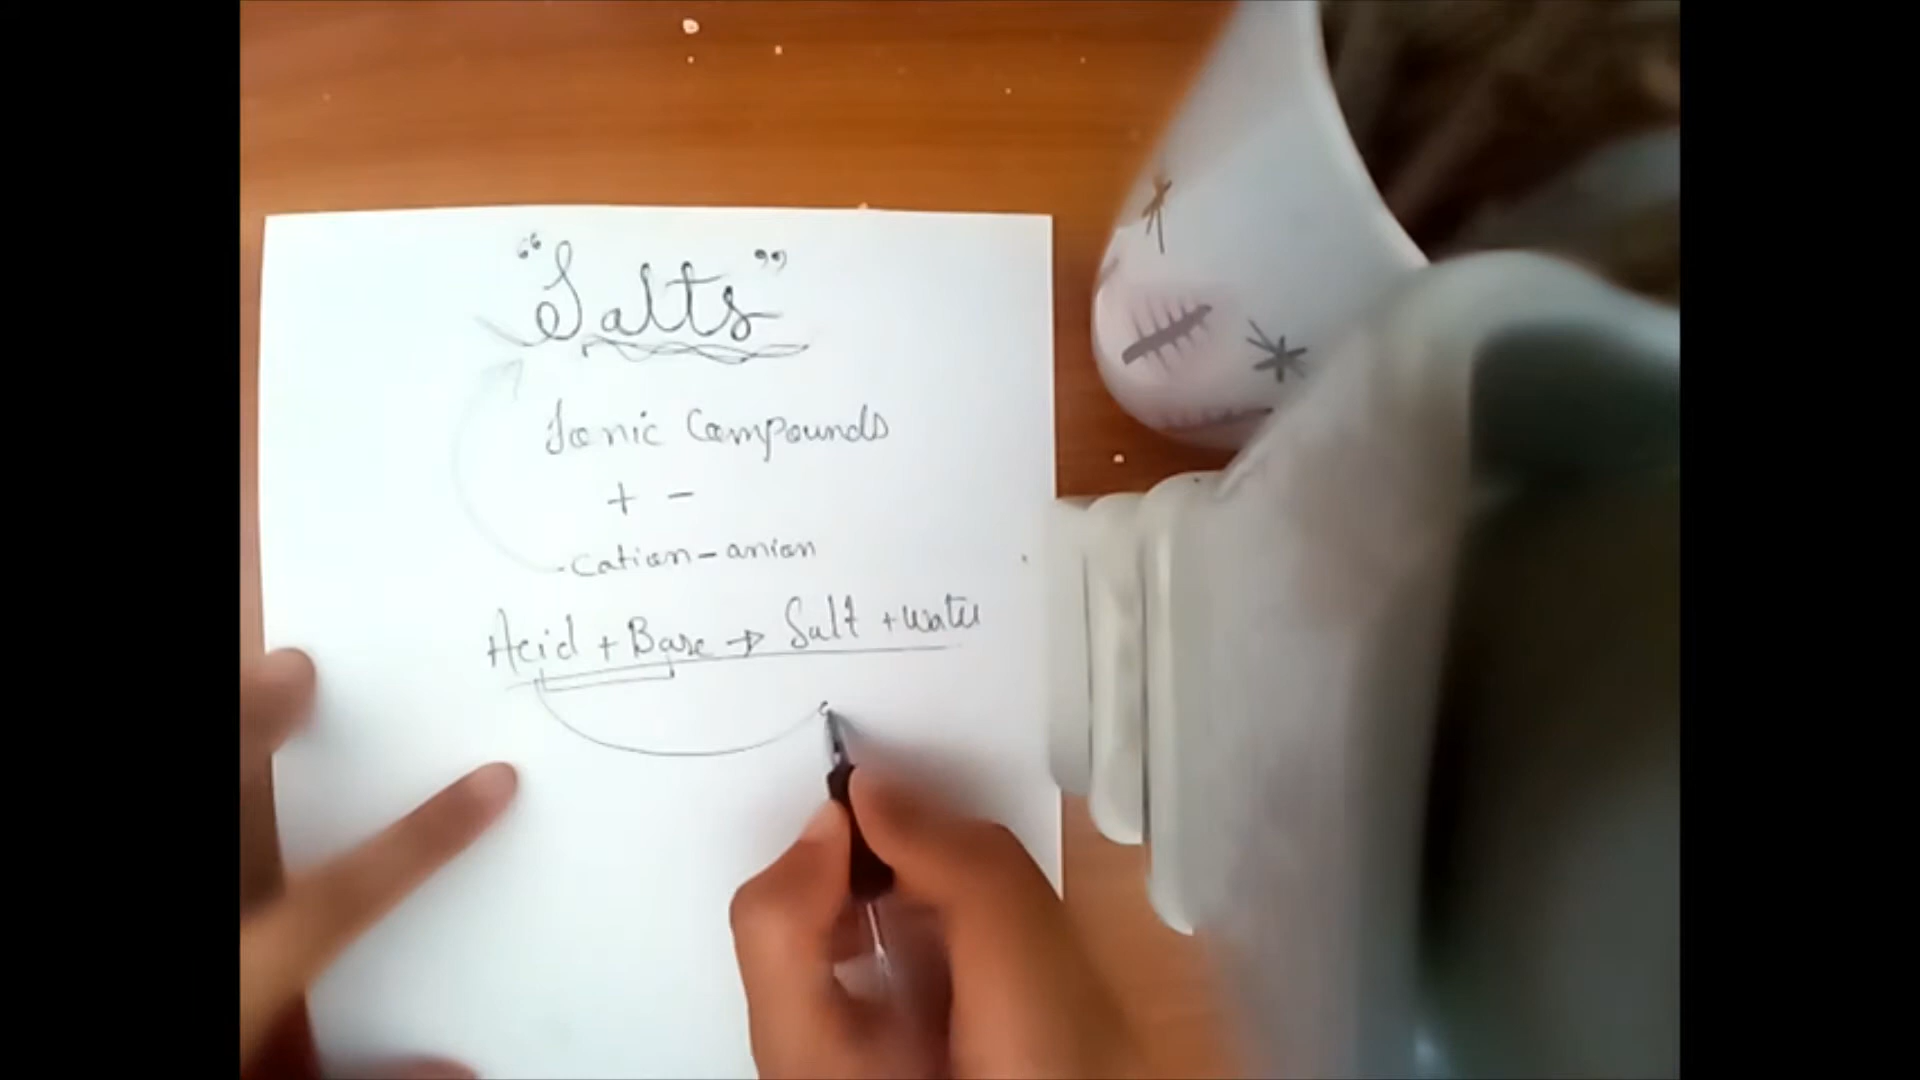 "Salts"
Ionic Compounds
+ -
cation-anion
Acid + Base → Salt + water